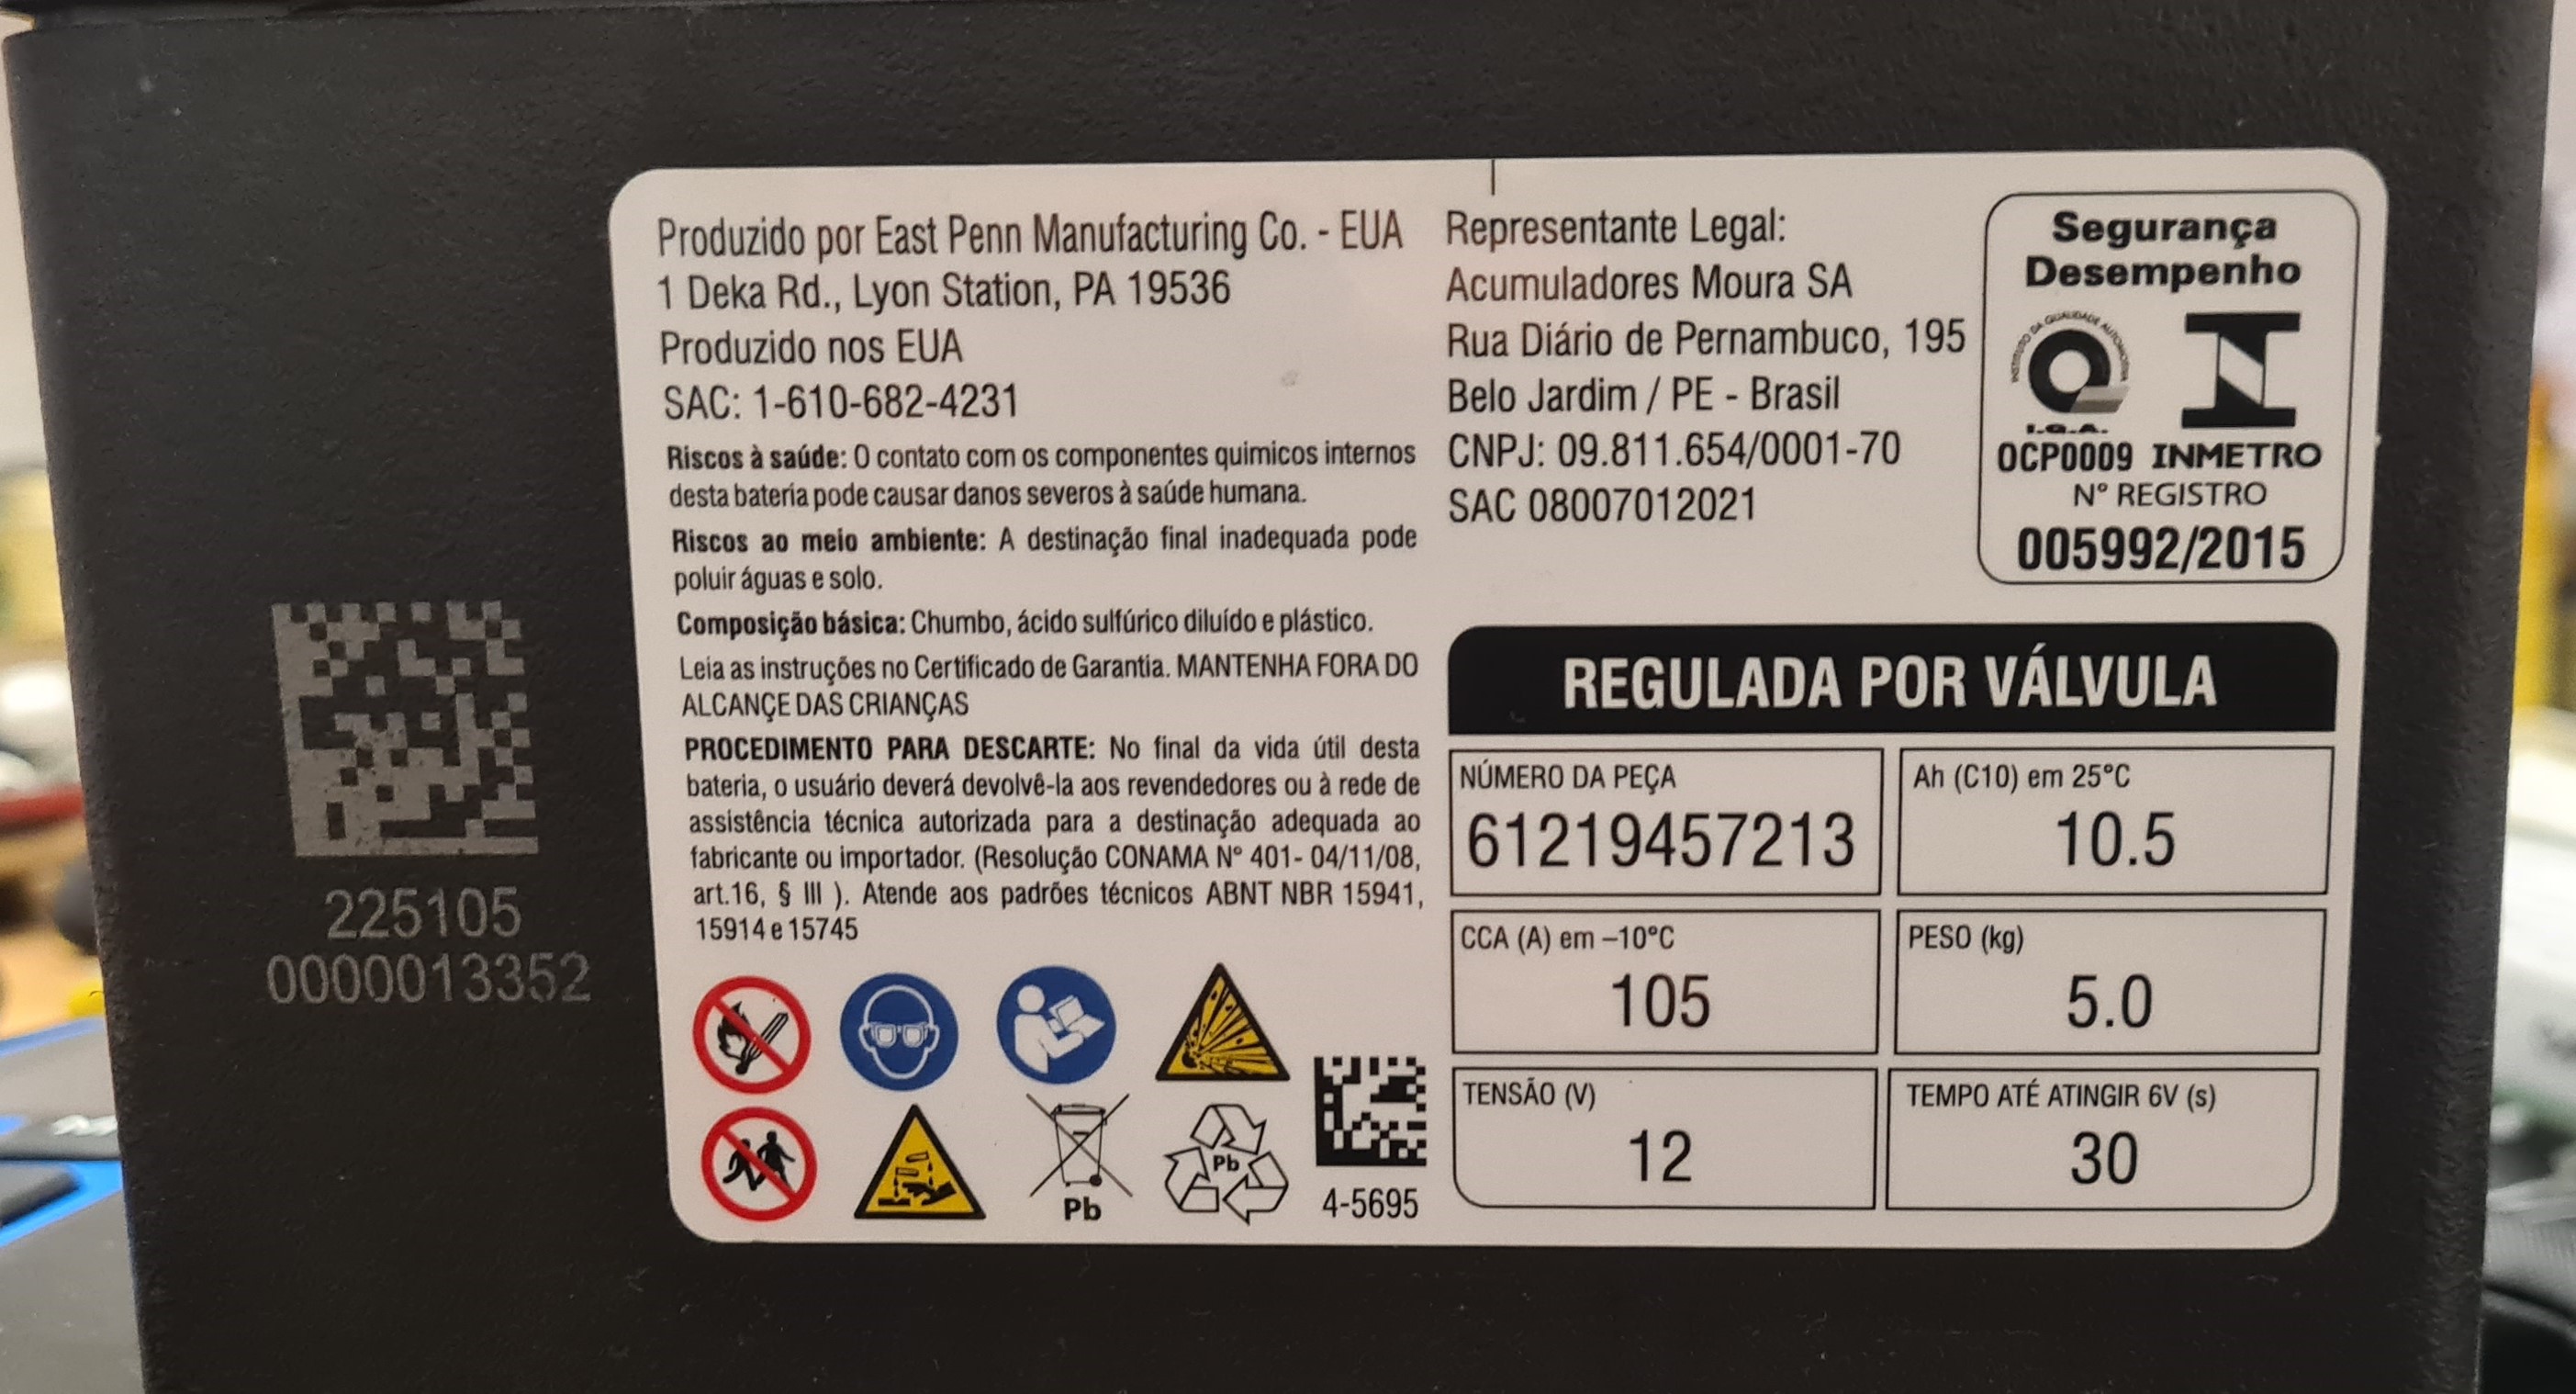 Produzido por East Penn Manufacturing Co. - EUA
1 Deka Rd., Lyon Station, PA 19536
Produzido nos EUA
SAC: 1-610-682-4231
Riscos à saúde: O contato com os componentes quimicos internos
desta bateria pode causar danos severos à saúde humana.
Riscos ao meio ambiente: A destinação final inadequada pode
poluir águas e solo.
Composição básica: Chumbo, ácido sulfúrico diluído e plástico.
Leia as instruções no Certificado de Garantia. MANTENHA FORA DO
ALCANÇE DAS CRIANÇAS
PROCEDIMENTO PARA DESCARTE: No final da vida útil desta
bateria, o usuário deverá devolvê-la aos revendedores ou à rede de
assistência técnica autorizada para a destinação adequada ao
fabricante ou importador. (Resolução CONAMA Nº 401- 04/11/08,
art.16, § III ). Atende aos padrões técnicos ABNT NBR 15941,
15914 e 15745
Pb
Pb
4-5695
Representante Legal:
Acumuladores Moura SA
Rua Diário de Pernambuco, 195
Belo Jardim / PE - Brasil
CNPJ: 09.811.654/0001-70
SAC 08007012021
Segurança
Desempenho
INSTITUTO DA QUALIDADE AUTOMOTIVA
I.Q.A.
OCP0009 INMETRO
Nº REGISTRO
005992/2015
REGULADA POR VÁLVULA
NÚMERO DA PEÇA
61219457213
Ah (C10) em 25°C
10.5
CCA (A) em –10°C
105
PESO (kg)
5.0
TENSÃO (V)
12
TEMPO ATÉ ATINGIR 6V (s)
30
225105
0000013352